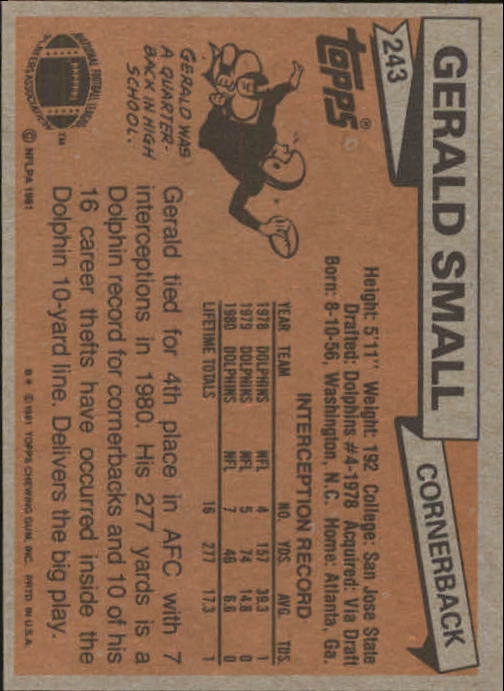 GERALD SMALL
CORNERBACK
243
topps®
Height: 5'11" Weight: 192 College: San Jose State
Drafted: Dolphins #4-1978 Acquired: Via Draft
Born: 8-10-56, Washington, N.C. Home: Atlanta, Ga.
INTERCEPTION RECORD
YEAR TEAM NO. YDS. AVG. TDS.
1978 DOLPHINS NFL 4 157 39.3 1
1979 DOLPHINS NFL 5 74 14.8 0
1980 DOLPHINS NFL 7 46 6.6 0
LIFETIME TOTALS 16 277 17.3 1
GERALD WAS
A QUARTER-
BACK IN HIGH
SCHOOL.
Gerald tied for 4th place in AFC with 7
interceptions in 1980. His 277 yards is a
Dolphin record for cornerbacks and 10 of his
16 career thefts have occurred inside the
Dolphin 10-yard line. Delivers the big play.
NATIONAL FOOTBALL LEAGUE
PLAYERS ASSOCIATION
TM
© NFLPA 1981
B* © 1981 TOPPS CHEWING GUM, INC. PRTD IN U.S.A.